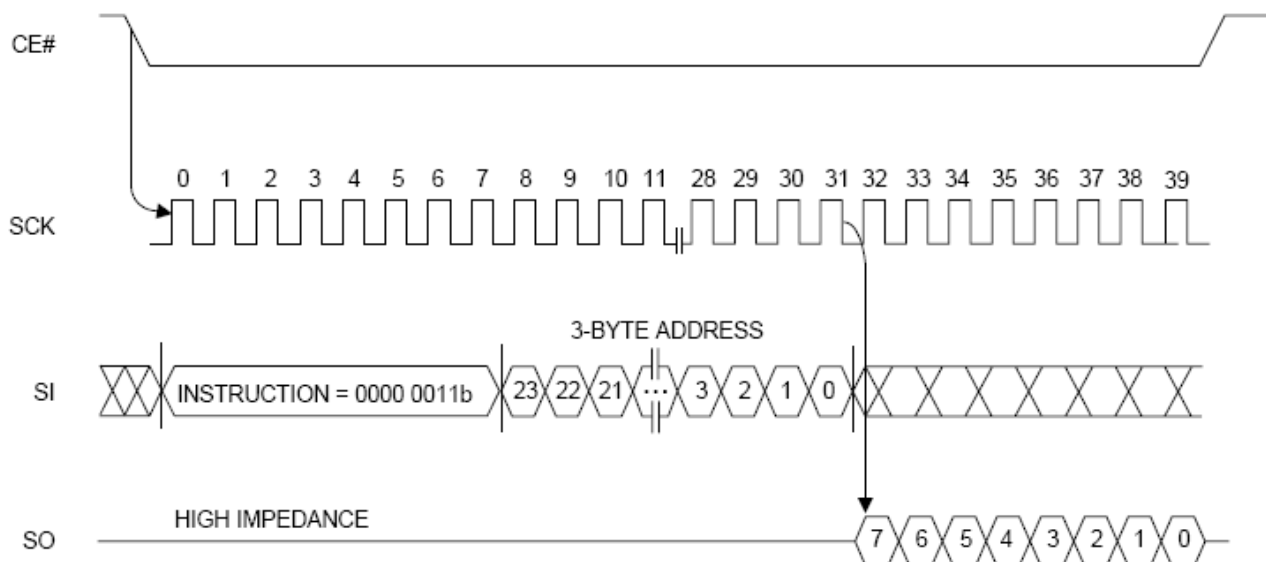 CE#
0 1 2 3 4 5 6 7 8 9 10 11 28 29 30 31 32 33 34 35 36 37 38 39
SCK
3-BYTE ADDRESS
SI INSTRUCTION = 0000 0011b 23 22 21 ... 3 2 1 0
HIGH IMPEDANCE
SO 7 6 5 4 3 2 1 0